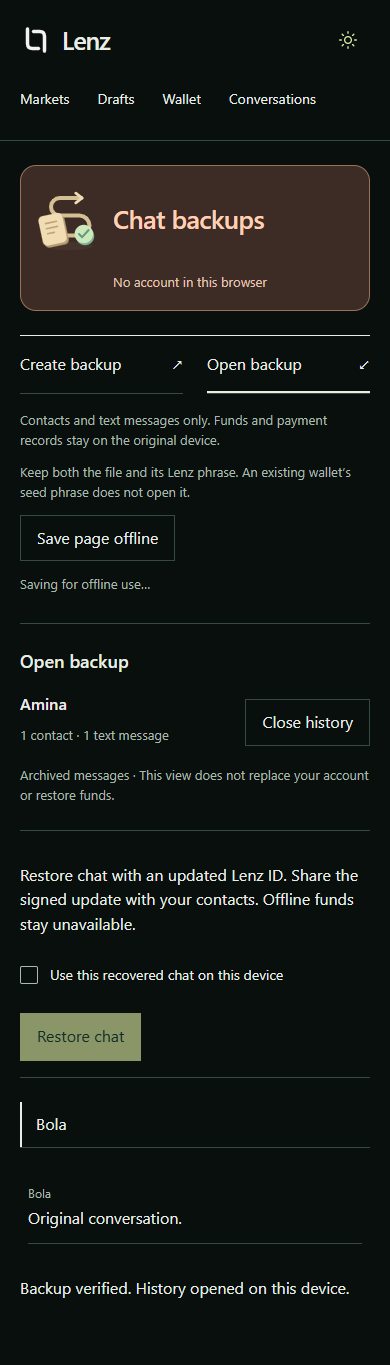 Lenz
Markets Drafts Wallet Conversations
Chat backups
No account in this browser
Create backup ↗ Open backup ↙
Contacts and text messages only. Funds and payment
records stay on the original device.
Keep both the file and its Lenz phrase. An existing wallet's
seed phrase does not open it.
Save page offline
Saving for offline use...
Open backup
Amina
1 contact · 1 text message
Close history
Archived messages · This view does not replace your account
or restore funds.
Restore chat with an updated Lenz ID. Share the
signed update with your contacts. Offline funds
stay unavailable.
Use this recovered chat on this device
Restore chat
Bola
Bola
Original conversation.
Backup verified. History opened on this device.